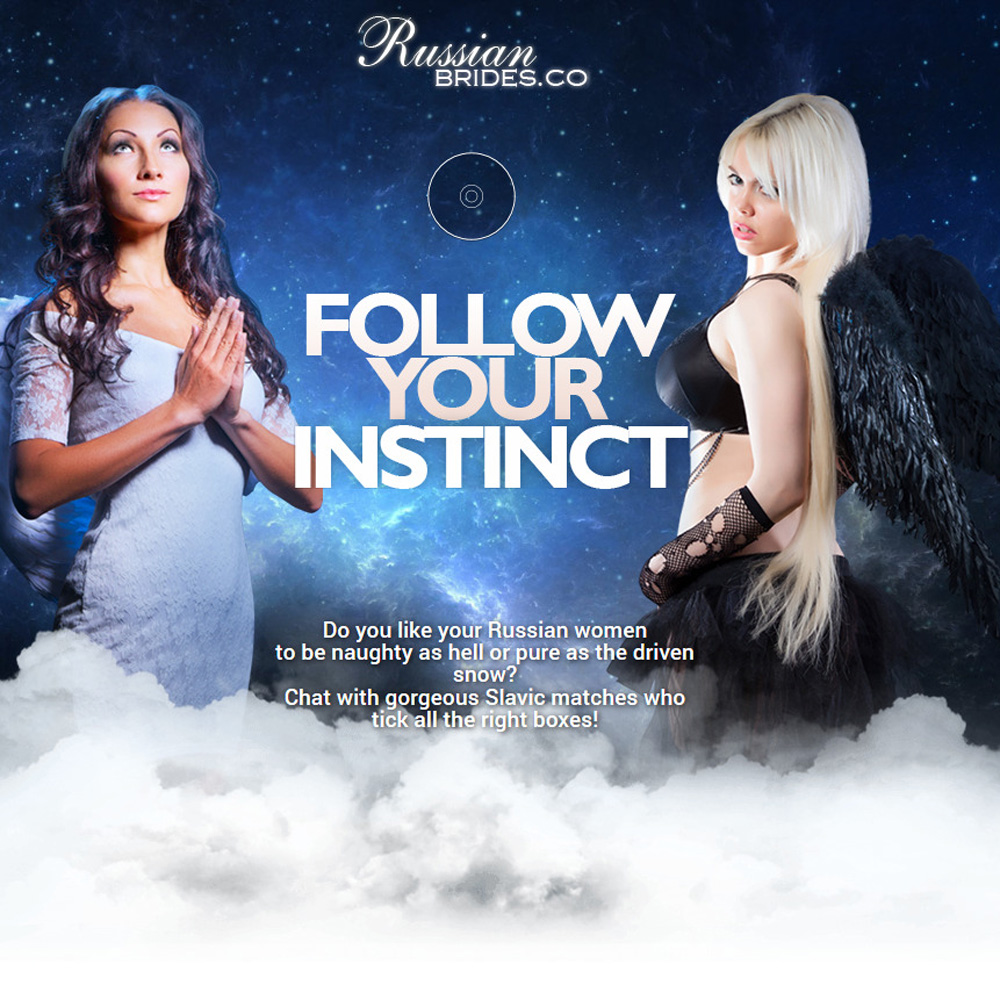 Russian
BRIDES.CO
FOLLOW
YOUR
INSTINCT
Do you like your Russian women
to be naughty as hell or pure as the driven
snow?
Chat with gorgeous Slavic matches who
tick all the right boxes!